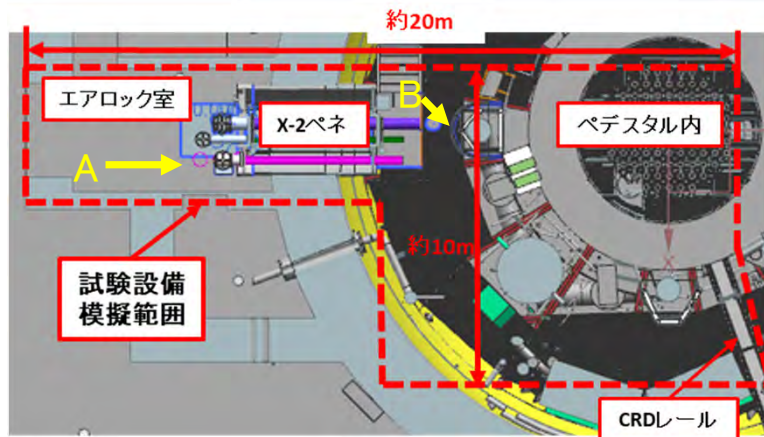 約20m
エアロック室
X-2ペネ
B
ペデスタル内
A
約10m
X
試験設備
模擬範囲
CRDレール